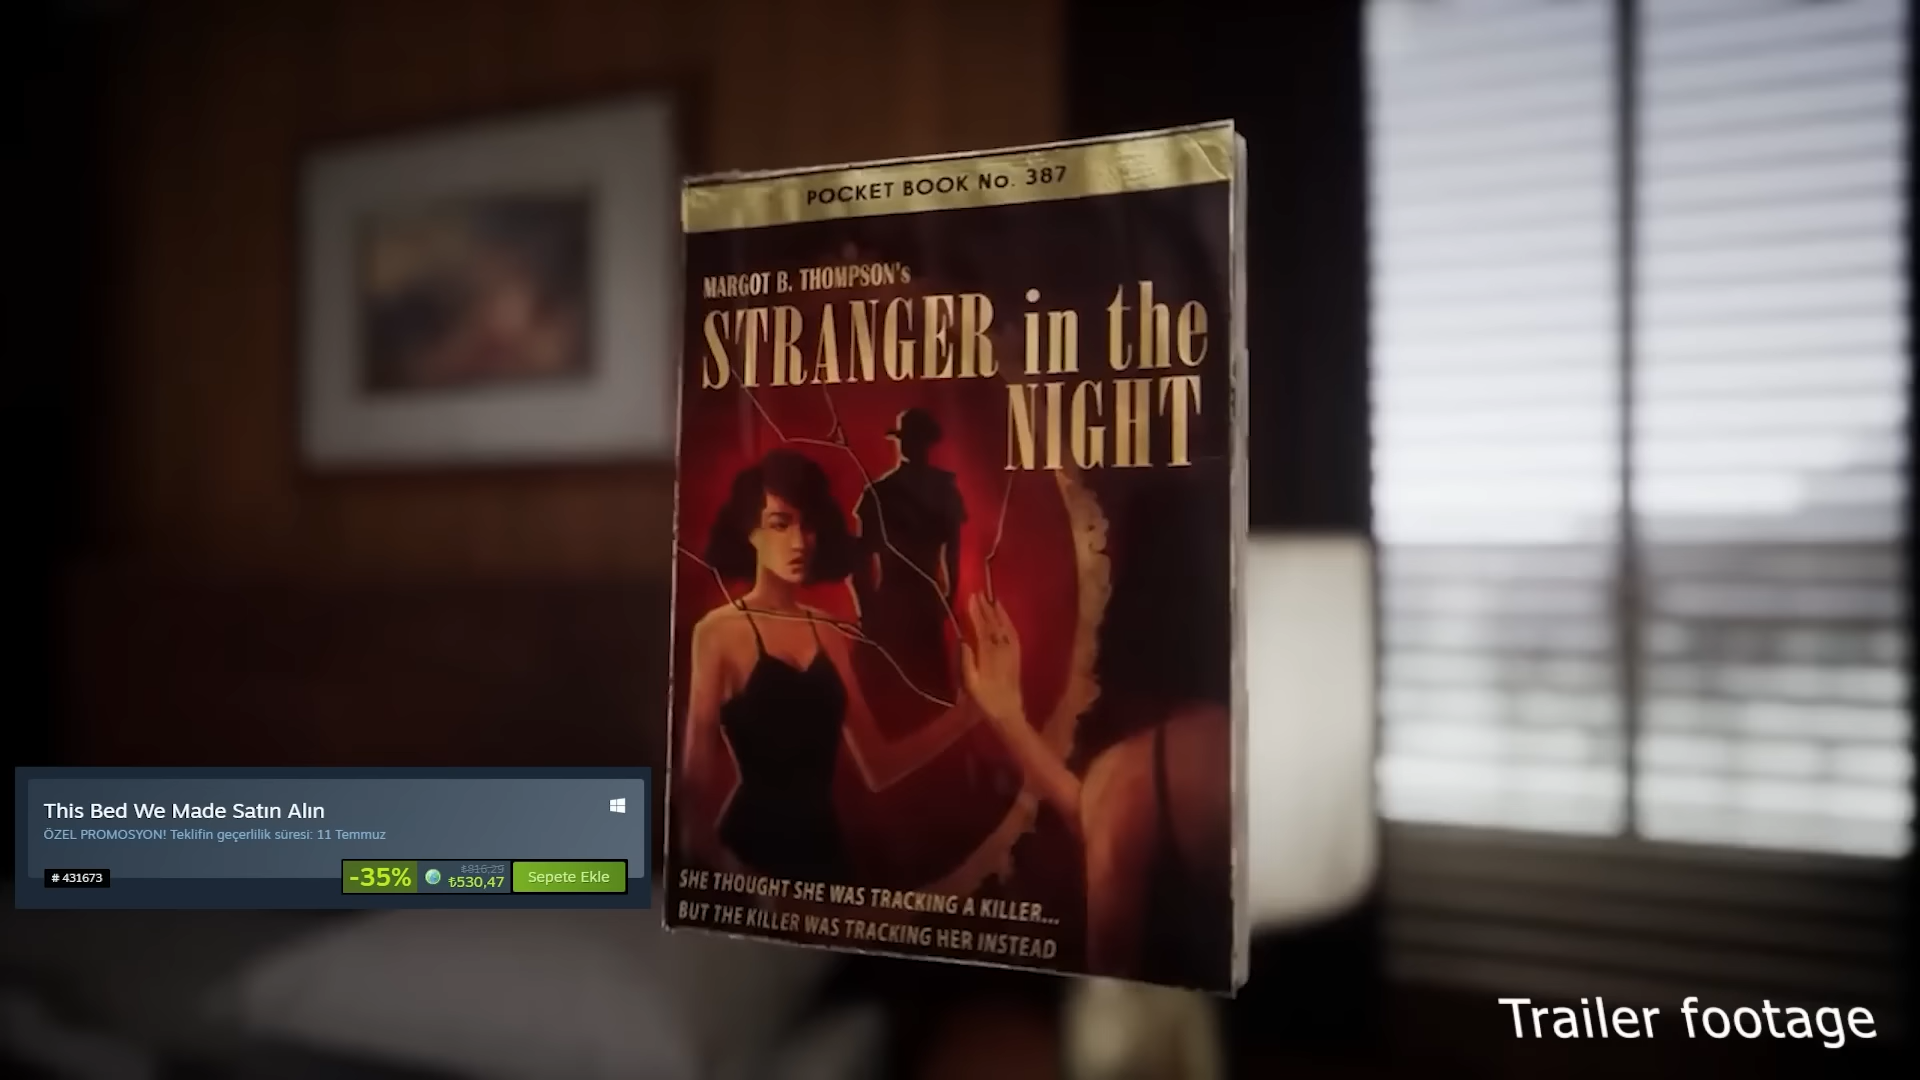 POCKET BOOK No. 387
MARGOT B. THOMPSON's
STRANGER in the
NIGHT
SHE THOUGHT SHE WAS TRACKING A KILLER...
BUT THE KILLER WAS TRACKING HER INSTEAD
This Bed We Made Satın Alın
ÖZEL PROMOSYON! Teklifin geçerlilik süresi: 11 Temmuz
# 431673
-35%
₺816,29
₺530,47
Sepete Ekle
Trailer footage